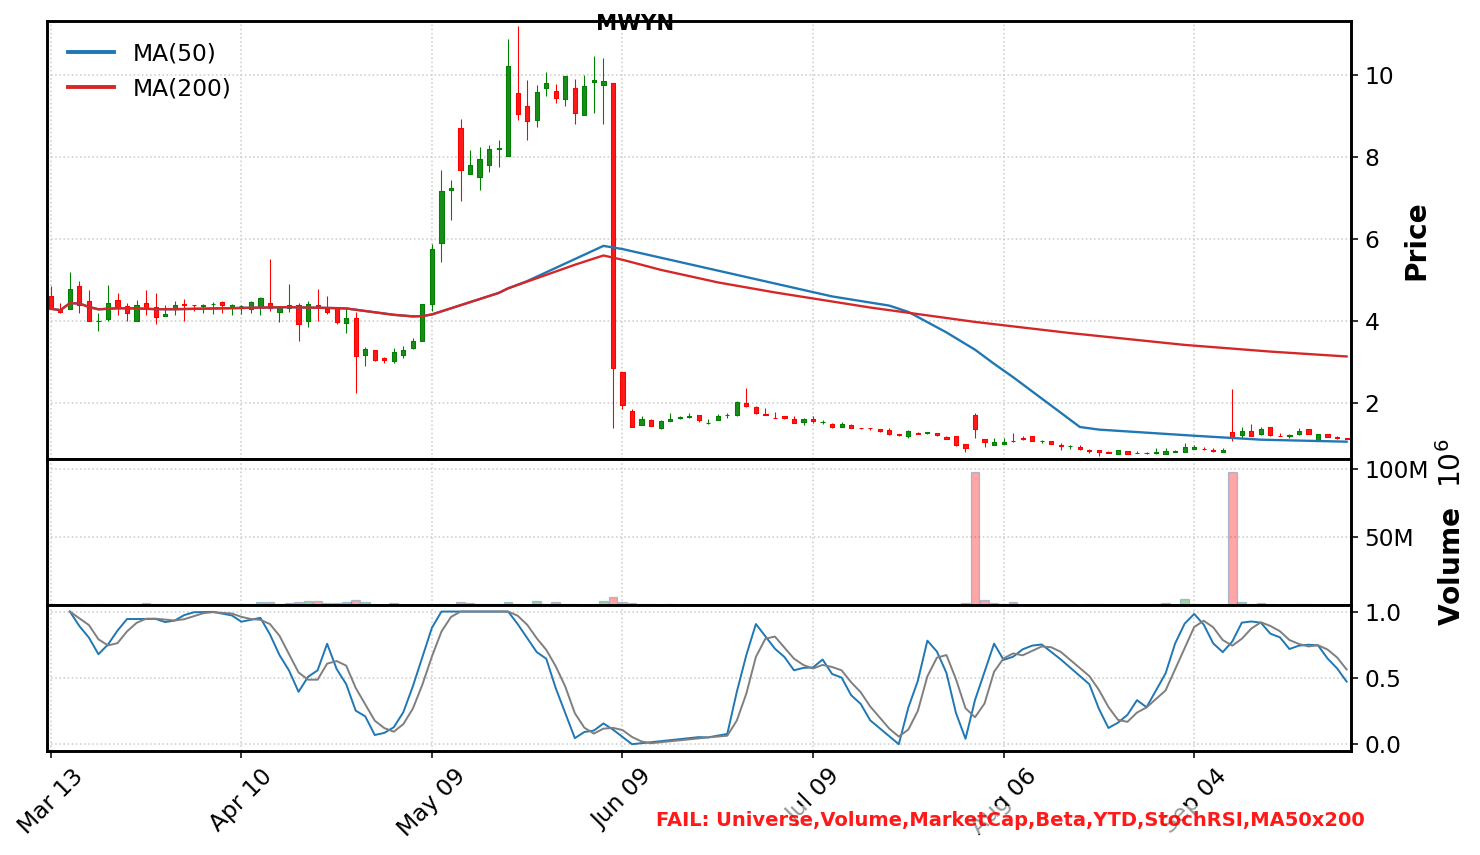 MWYN
MA(50)
MA(200)
10
8
6
4
2
Price
100M
50M
Volume 10^6
1.0
0.5
0.0
Mar 13
Apr 10
May 09
Jun 09
Jul 09
Aug 06
Sep 04
FAIL: Universe,Volume,MarketCap,Beta,YTD,StochRSI,MA50x200